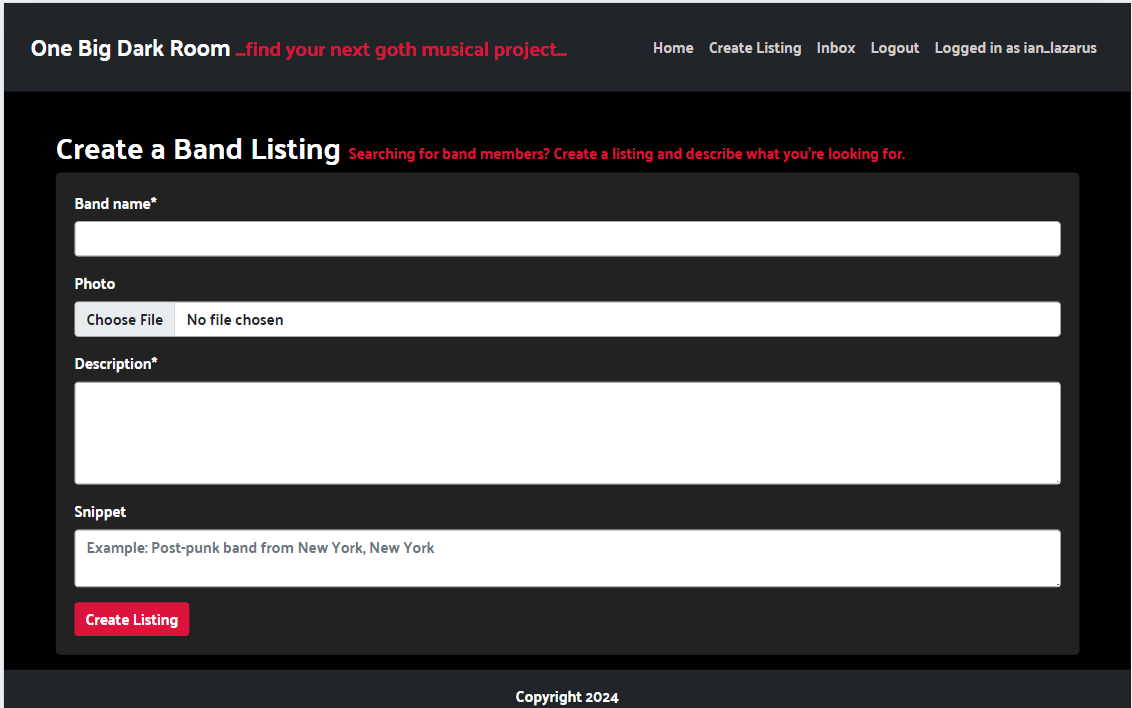 One Big Dark Room ...find your next goth musical project... Home Create Listing Inbox Logout Logged in as ian_lazarus
Create a Band Listing Searching for band members? Create a listing and describe what you're looking for.
Band name*
Photo
Choose File No file chosen
Description*
Snippet
Example: Post-punk band from New York, New York
Create Listing
Copyright 2024